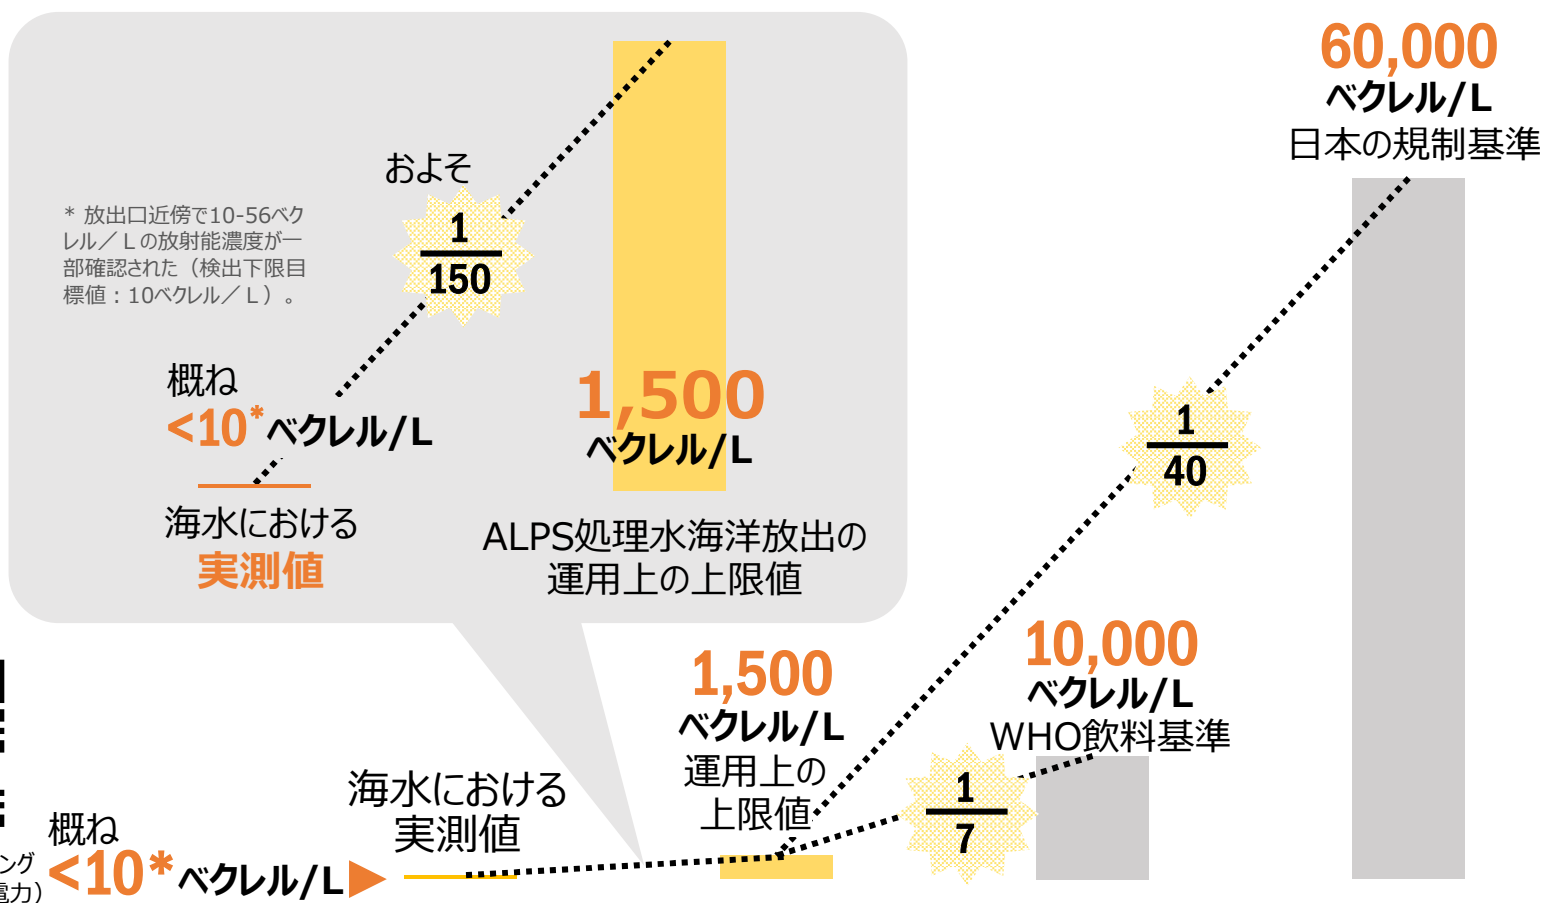 60,000
ベクレル/L
日本の規制基準
およそ
1
150
* 放出口近傍で10-56ベク
レル／Ｌの放射能濃度が一
部確認された（検出下限目
標値：10ベクレル／Ｌ）。
概ね
<10*ベクレル/L
海水における
実測値
1,500
ベクレル/L
ALPS処理水海洋放出の
運用上の上限値
1
40
1,500
ベクレル/L
運用上の
上限値
10,000
ベクレル/L
WHO飲料基準
1
7
海水における
実測値
概ね
<10*ベクレル/L
ング
電力）